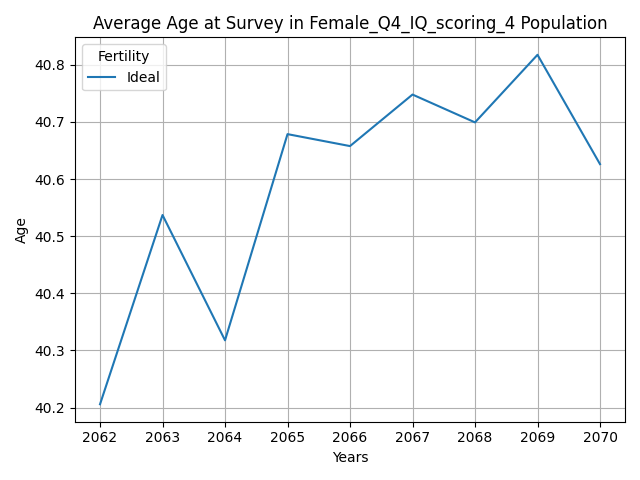 Average Age at Survey in Female_Q4_IQ_scoring_4 Population
Fertility
Ideal
Age
40.8
40.7
40.6
40.5
40.4
40.3
40.2
2062 2063 2064 2065 2066 2067 2068 2069 2070
Years